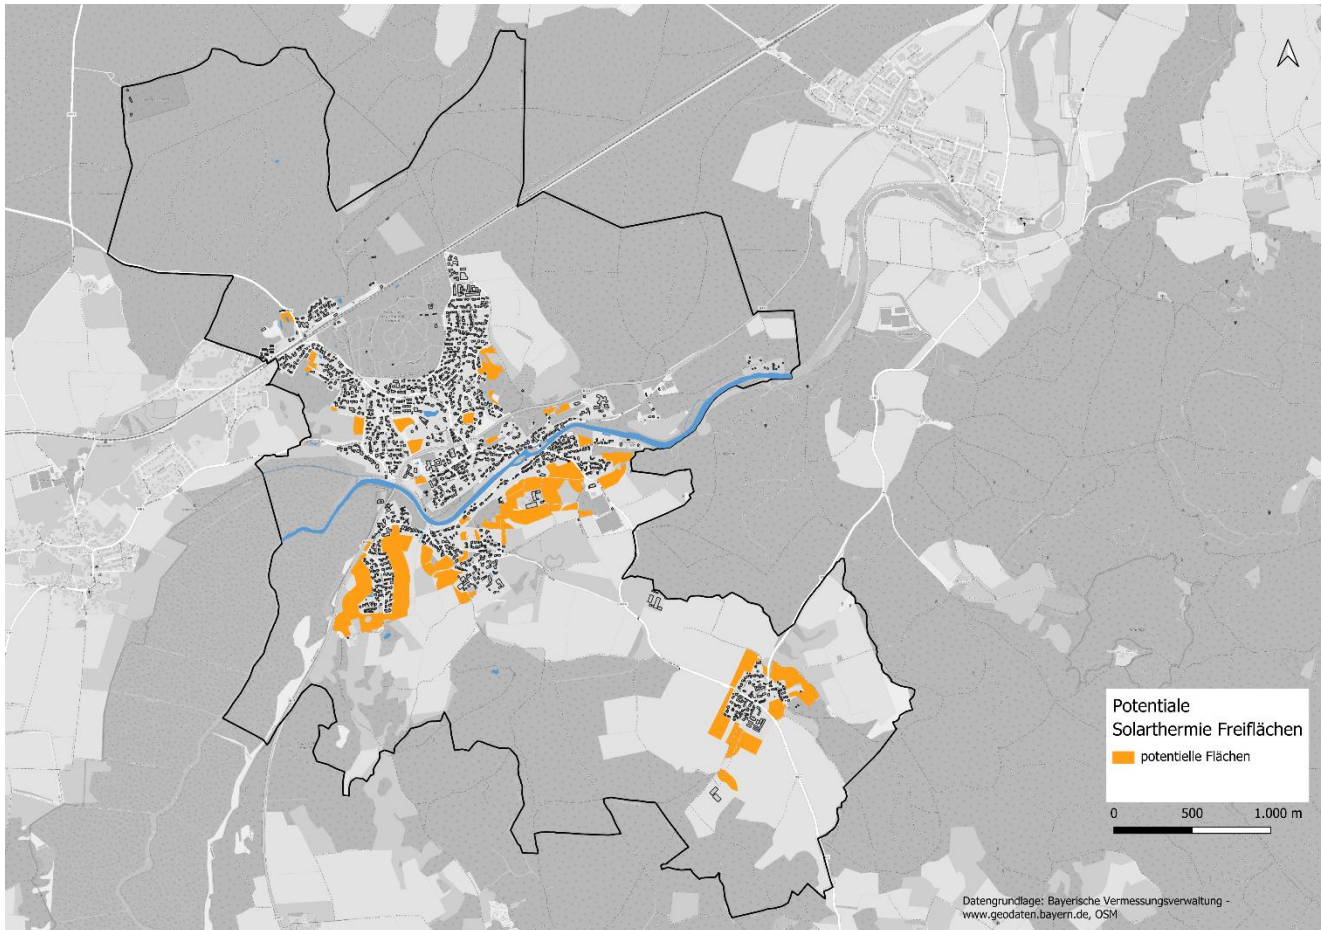 Potentiale
Solarthermie Freiflächen
potentielle Flächen
0 500 1.000 m
Datengrundlage: Bayerische Vermessungsverwaltung -
www.geodaten.bayern.de, OSM